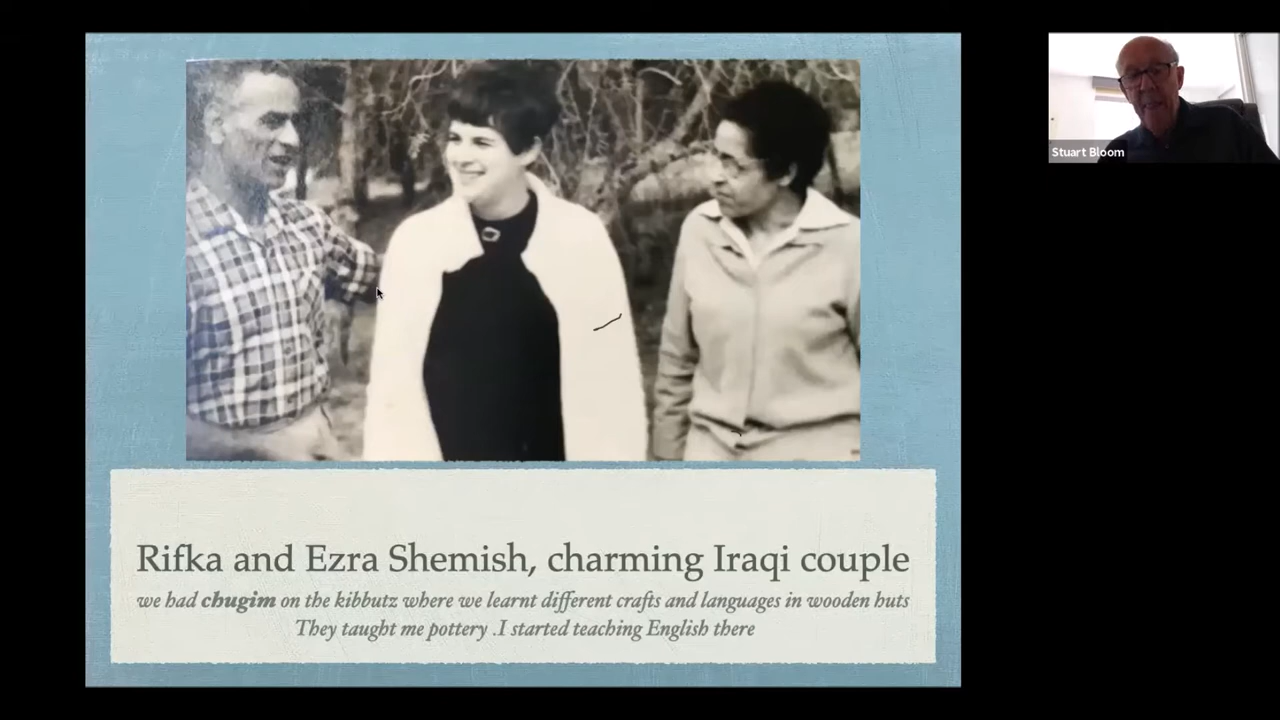 Stuart Bloom
Rifka and Ezra Shemish, charming Iraqi couple
we had chugim on the kibbutz where we learnt different crafts and languages in wooden huts
They taught me pottery .I started teaching English there